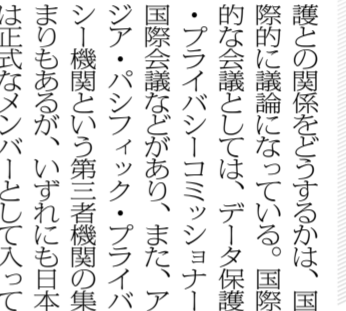 護との関係をどうするかは、国
際的に議論になっている。国際
的な会議としては、データ保護
・プライバシーコミッショナー
国際会議などがあり、また、ア
ジア・パシフィック・プライバ
シー機関という第三者機関の集
まりもあるが、いずれにも日本
は正式なメンバーとして入って